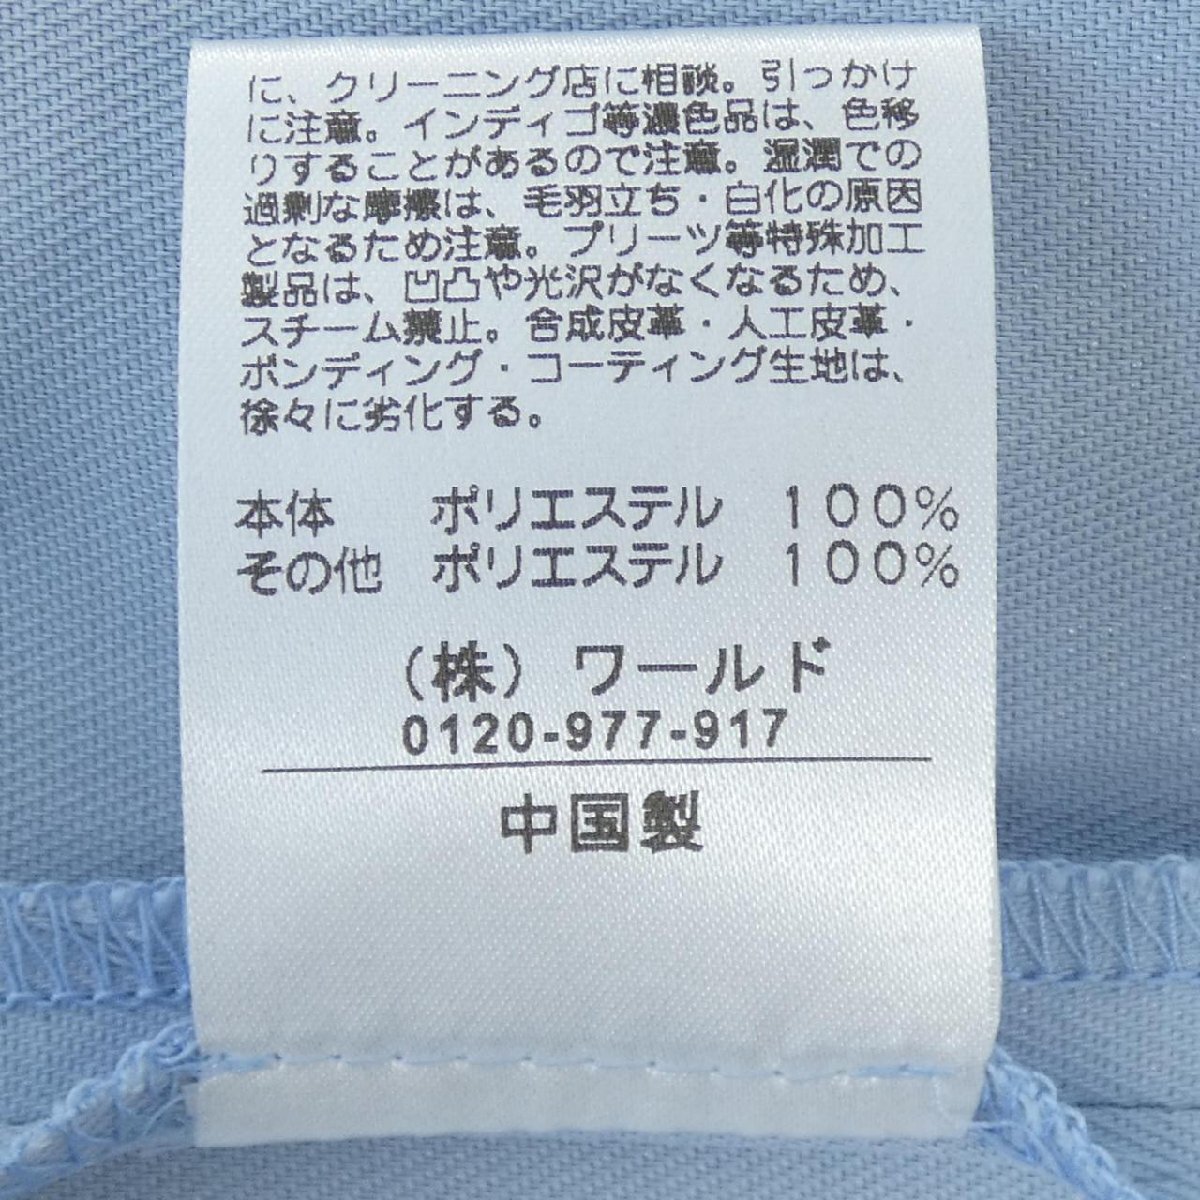 に、クリーニング店に相談。引っかけ
に注意。インディゴ等濃色品は、色移
りすることがあるので注意。湿潤での
過剰な摩擦は、毛羽立ち・白化の原因
となるため注意。プリーツ等特殊加工
製品は、凹凸や光沢がなくなるため、
スチーム禁止。合成皮革・人工皮革・
ボンディング・コーティング生地は、
徐々に劣化する。
本体 ポリエステル 100%
その他 ポリエステル 100%
(株)ワールド
0120-977-917
中国製